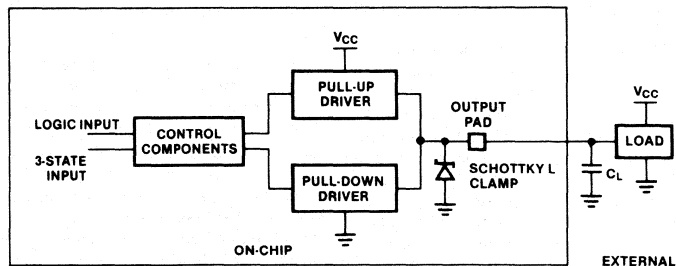 VCC
PULL-UP
DRIVER
LOGIC INPUT
3-STATE
INPUT
CONTROL
COMPONENTS
PULL-DOWN
DRIVER
OUTPUT
PAD
SCHOTTKY L
CLAMP
VCC
LOAD
CL
ON-CHIP
EXTERNAL